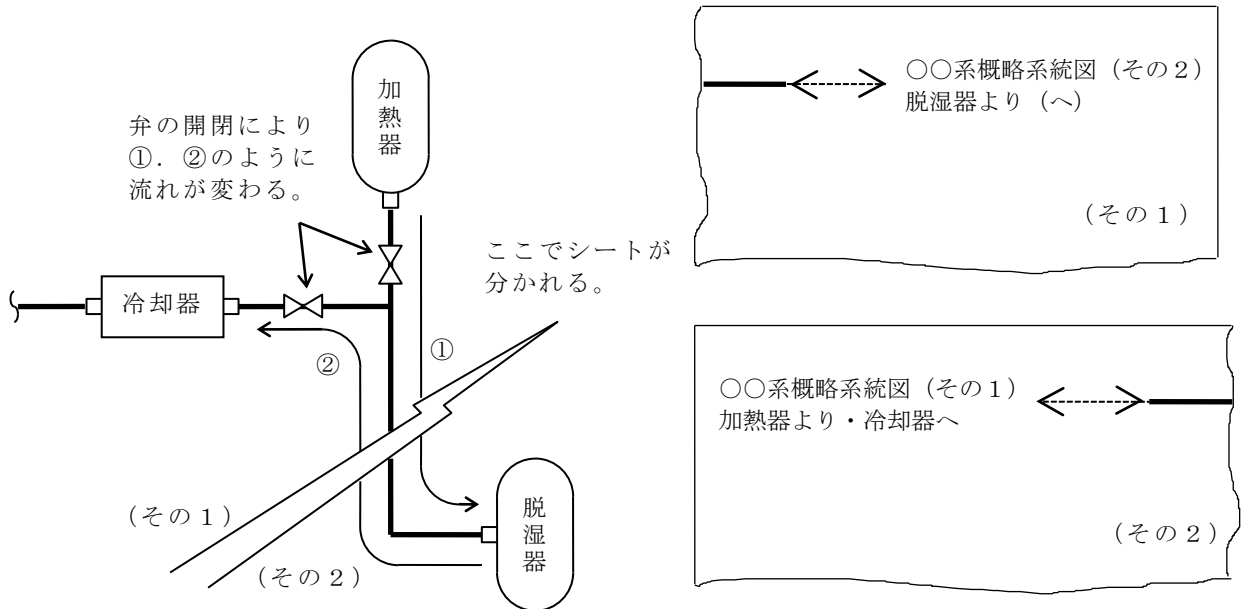 加熱器
弁の開閉により
①．②のように
流れが変わる。
ここでシートが
分かれる。
冷却器
①
②
(その１)
(その２)
脱湿器
○○系概略系統図（その２）
脱湿器より（へ）
(その１)
○○系概略系統図（その１）
加熱器より・冷却器へ
(その２)